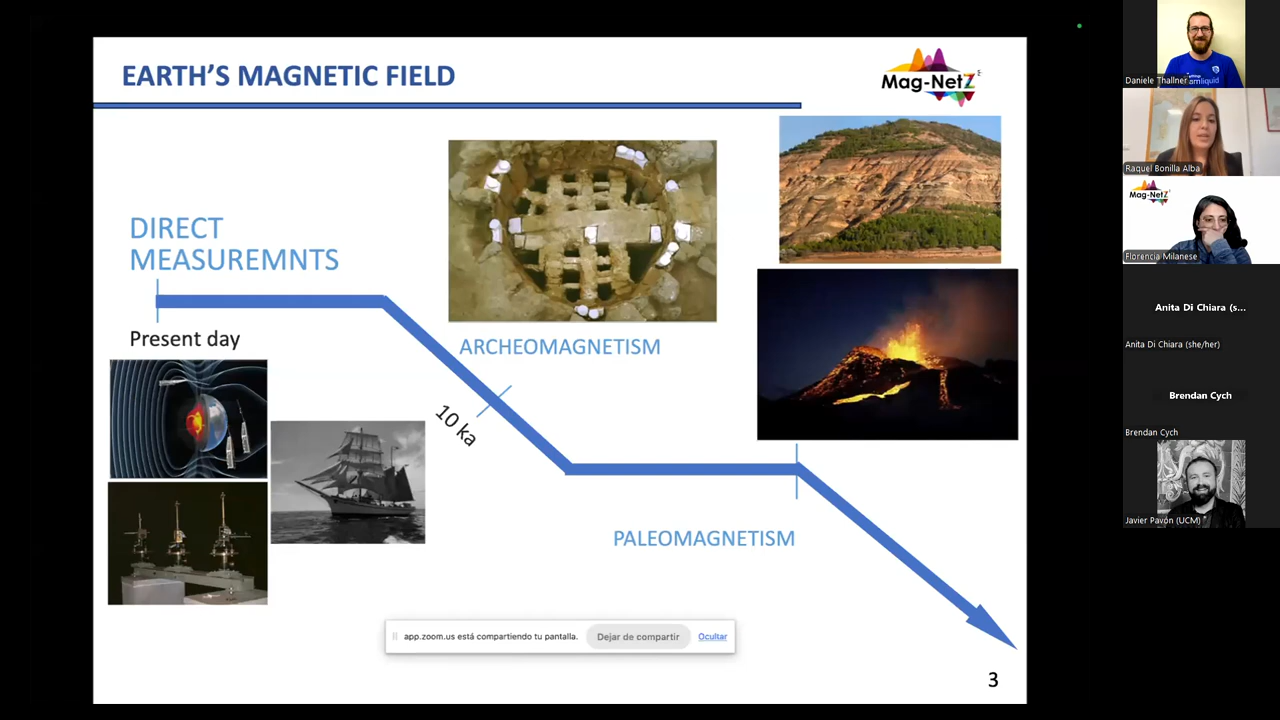 EARTH'S MAGNETIC FIELD
Mag-NetZ
DIRECT
MEASUREMNTS
Present day
10 ka
ARCHEOMAGNETISM
PALEOMAGNETISM
app.zoom.us está compartiendo tu pantalla.
Dejar de compartir
Ocultar
3
Daniele Thallner
Raquel Bonilla Alba
Mag-NetZ
Florencia Milanese
Anita Di Chiara (s...
Anita Di Chiara (she/her)
Brendan Cych
Brendan Cych
Javier Pavón (UCM)